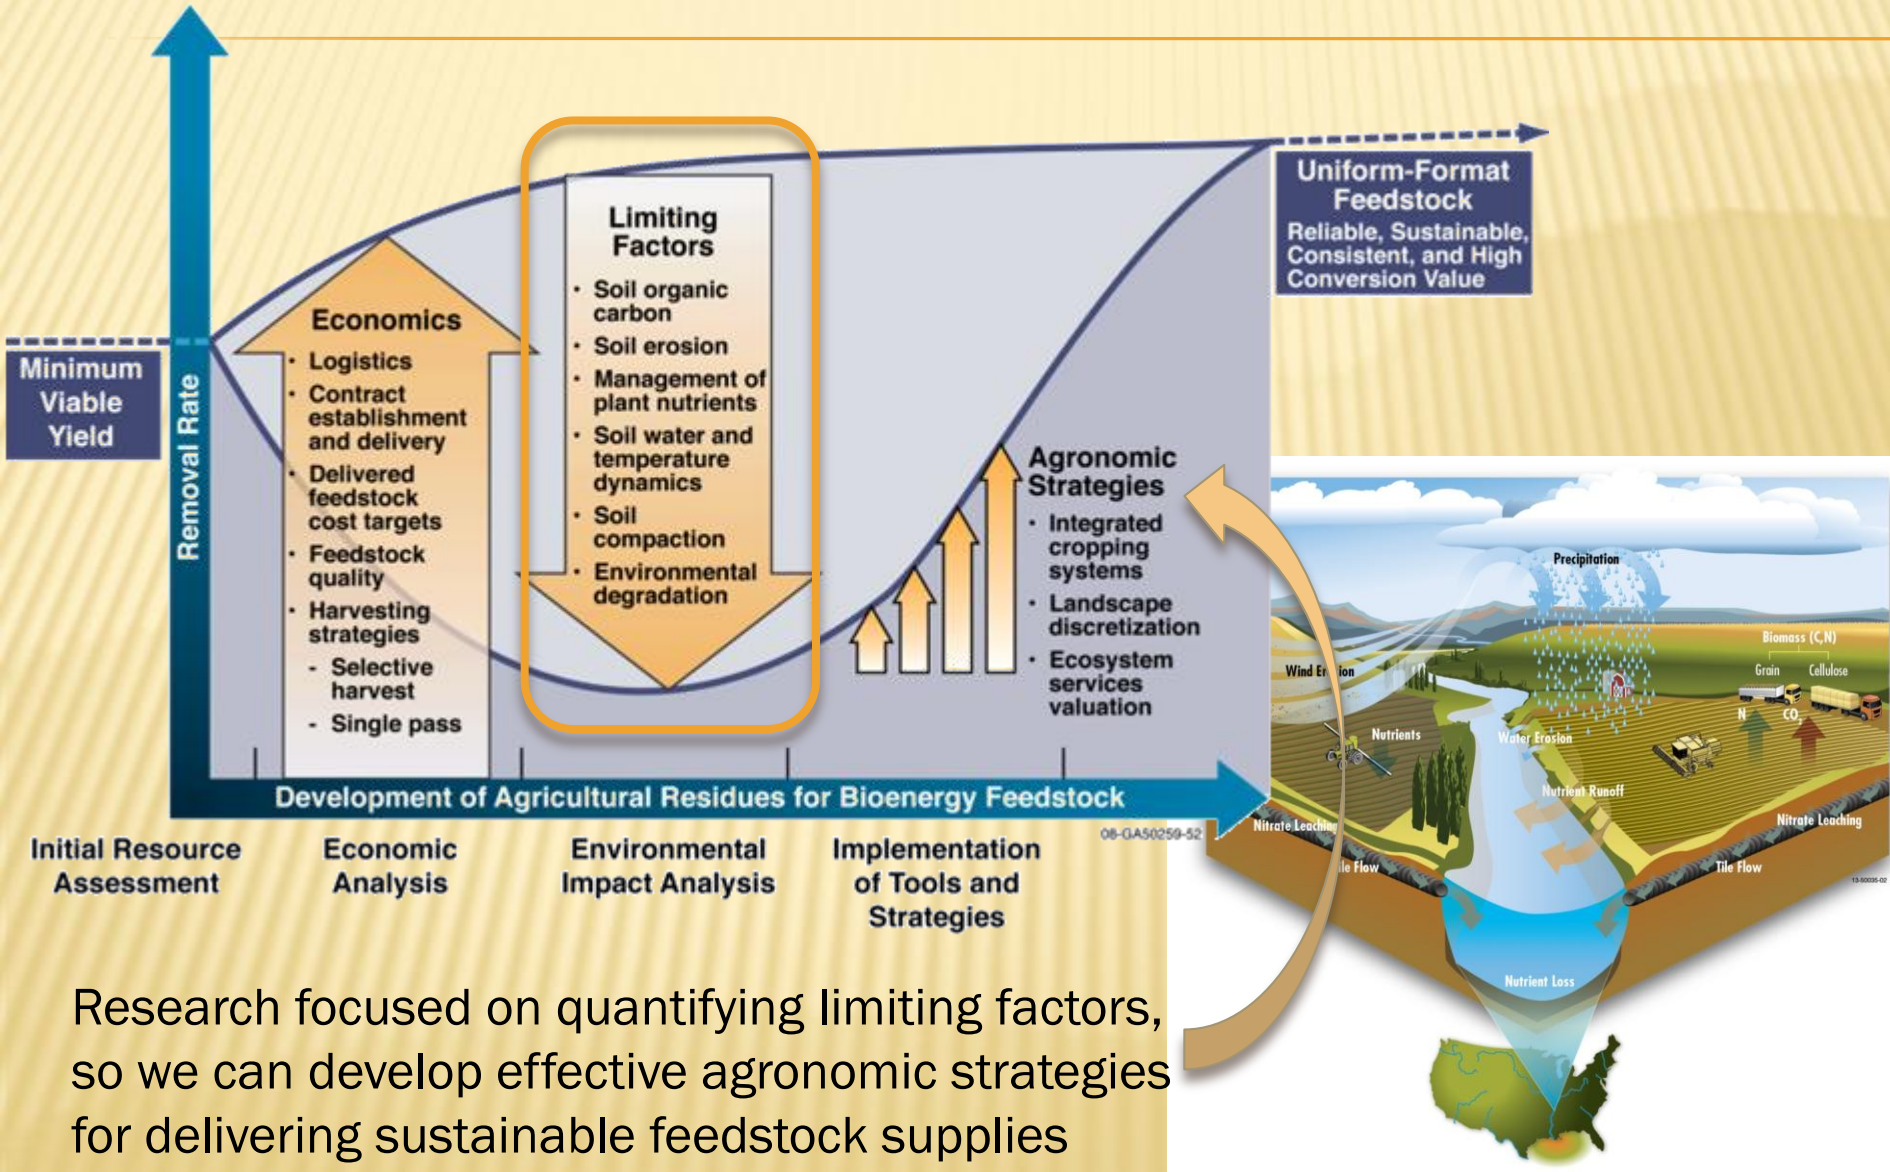 Minimum
Viable
Yield
Removal Rate
Economics
• Logistics
• Contract
establishment
and delivery
• Delivered
feedstock
cost targets
• Feedstock
quality
• Harvesting
strategies
- Selective
harvest
- Single pass
Limiting
Factors
• Soil organic
carbon
• Soil erosion
• Management of
plant nutrients
• Soil water and
temperature
dynamics
• Soil
compaction
• Environmental
degradation
Agronomic
Strategies
• Integrated
cropping
systems
• Landscape
discretization
• Ecosystem
services
valuation
Uniform-Format
Feedstock
Reliable, Sustainable,
Consistent, and High
Conversion Value
Development of Agricultural Residues for Bioenergy Feedstock
08-GA50259-52
Initial Resource
Assessment
Economic
Analysis
Environmental
Impact Analysis
Implementation
of Tools and
Strategies
Precipitation
Biomass (C,N)
Grain
Cellulose
Wind
N
CO2
Nutrients
Water Erosion
Nutrient Runoff
Nitrate
Nitrate Leaching
Flow
Tile Flow
13-50035-02
Nutrient Loss
Research focused on quantifying limiting factors,
so we can develop effective agronomic strategies
for delivering sustainable feedstock supplies